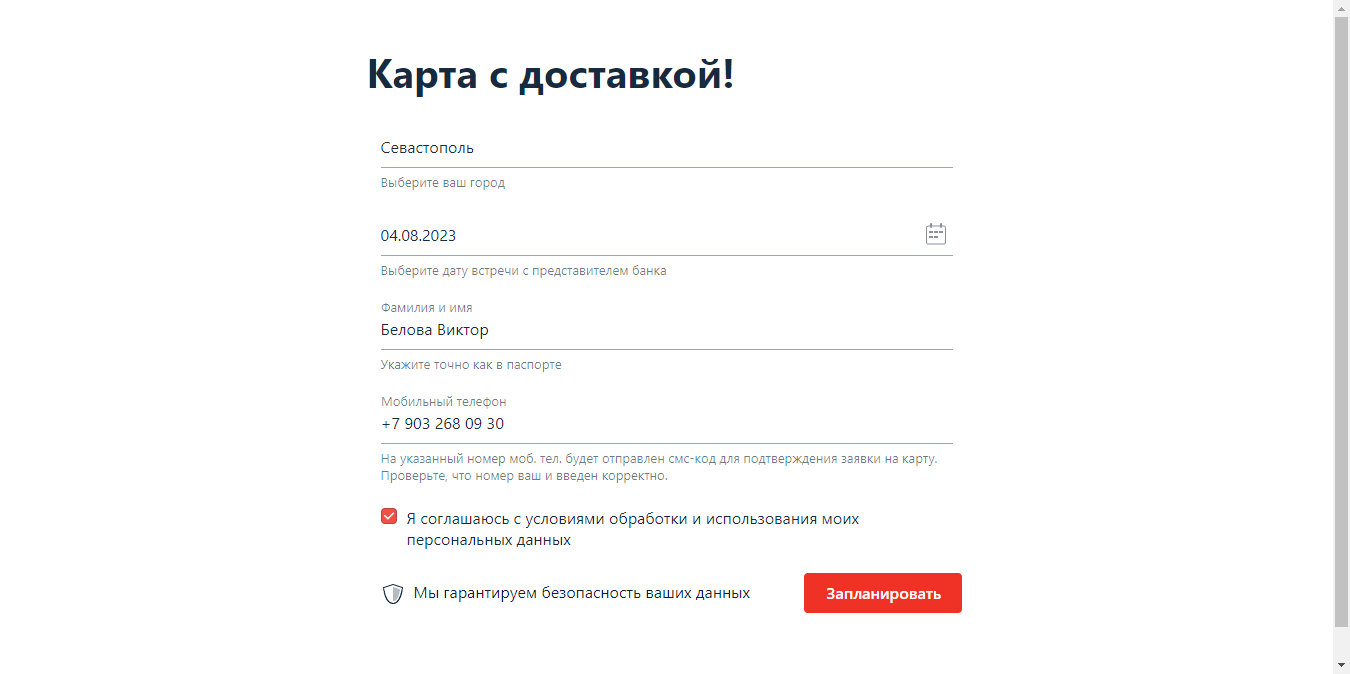 Карта с доставкой!
Севастополь
Выберите ваш город
04.08.2023
Выберите дату встречи с представителем банка
Фамилия и имя
Белова Виктор
Укажите точно как в паспорте
Мобильный телефон
+7 903 268 09 30
На указанный номер моб. тел. будет отправлен смс-код для подтверждения заявки на карту.
Проверьте, что номер ваш и введен корректно.
Я соглашаюсь с условиями обработки и использования моих
персональных данных
Мы гарантируем безопасность ваших данных
Запланировать